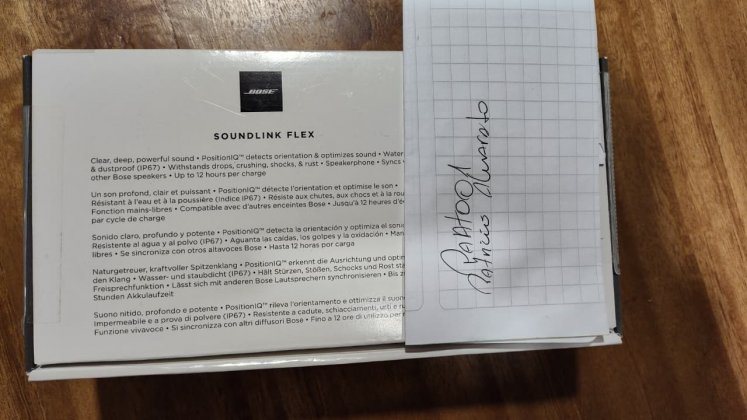 BOSE
SOUNDLINK FLEX
Clear, deep, powerful sound • PositionIQ™ detects orientation & optimizes sound • Water
& dustproof (IP67) • Withstands drops, crushing, shocks, & rust • Speakerphone • Syncs
other Bose speakers • Up to 12 hours per charge
Un son profond, clair et puissant • PositionIQ™ détecte l'orientation et optimise le son •
Résistant à l'eau et à la poussière (Indice IP67) • Résiste aux chutes, aux chocs et à la rou
Fonction mains-libres • Compatible avec d'autres enceintes Bose • Jusqu'à 12 heures d'é
par cycle de charge
Sonido claro, profundo y potente • PositionIQ™ detecta la orientación y optimiza el sonid
Resistente al agua y al polvo (IP67) • Aguanta las caídas, los golpes y la oxidación • Man
libres • Se sincroniza con otros altavoces Bose • Hasta 12 horas por carga
Naturgetreuer, kraftvoller Spitzenklang • PositionIQ™ erkennt die Ausrichtung und optim
den Klang • Wasser- und staubdicht (IP67) • Hält Stürzen, Stößen, Schocks und Rost sta
Freisprechfunktion • Lässt sich mit anderen Bose Lautsprechern synchronisieren • Bis z
Stunden Akkulaufzeit
Suono nitido, profondo e potente • PositionIQ™ rileva l'orientamento e ottimizza il suon
Impermeabile e a prova di polvere (IP67) • Resistente a cadute, schiacciamenti, urti e ru
Funzione vivavoce • Si sincronizza con altri diffusori Bose • Fino a 12 ore di utilizzo per r
Patricio Alvarado